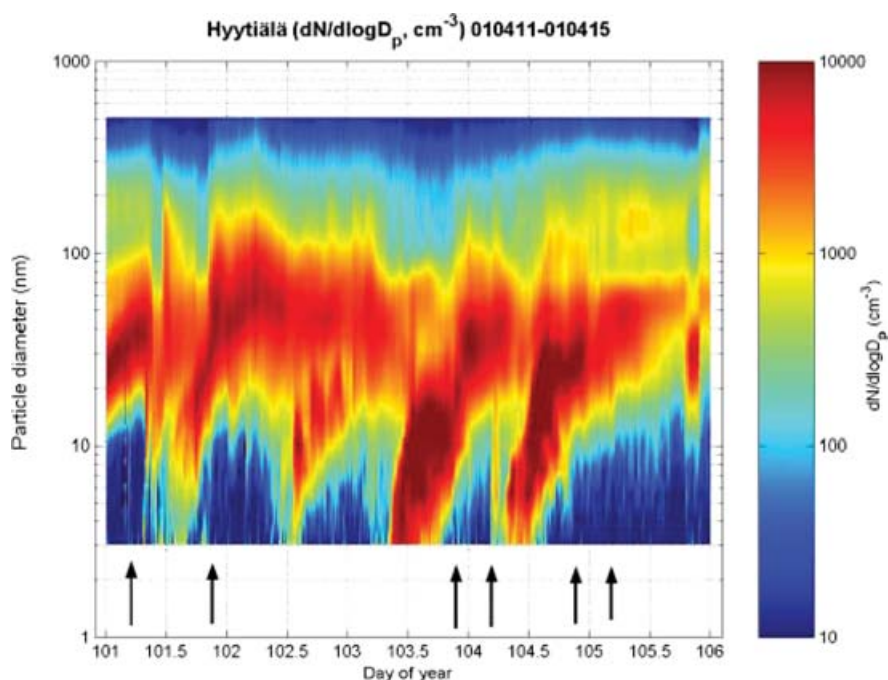 Hyytiälä (dN/dlogDp, cm-3) 010411-010415
1000
100
10
1
Particle diameter (nm)
101 101.5 102 102.5 103 103.5 104 104.5 105 105.5 106
Day of year
10000
1000
100
10
dN/dlogDp (cm-3)